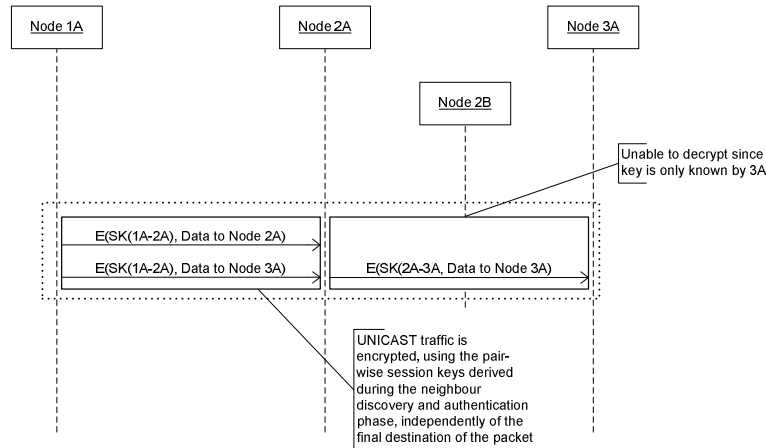 Node 1A
Node 2A
Node 3A
Node 2B
Unable to decrypt since
key is only known by 3A
E(SK(1A-2A), Data to Node 2A)
E(SK(1A-2A), Data to Node 3A)
E(SK(2A-3A, Data to Node 3A)
UNICAST traffic is
encrypted, using the pair-
wise session keys derived
during the neighbour
discovery and authentication
phase, independently of the
final destination of the packet